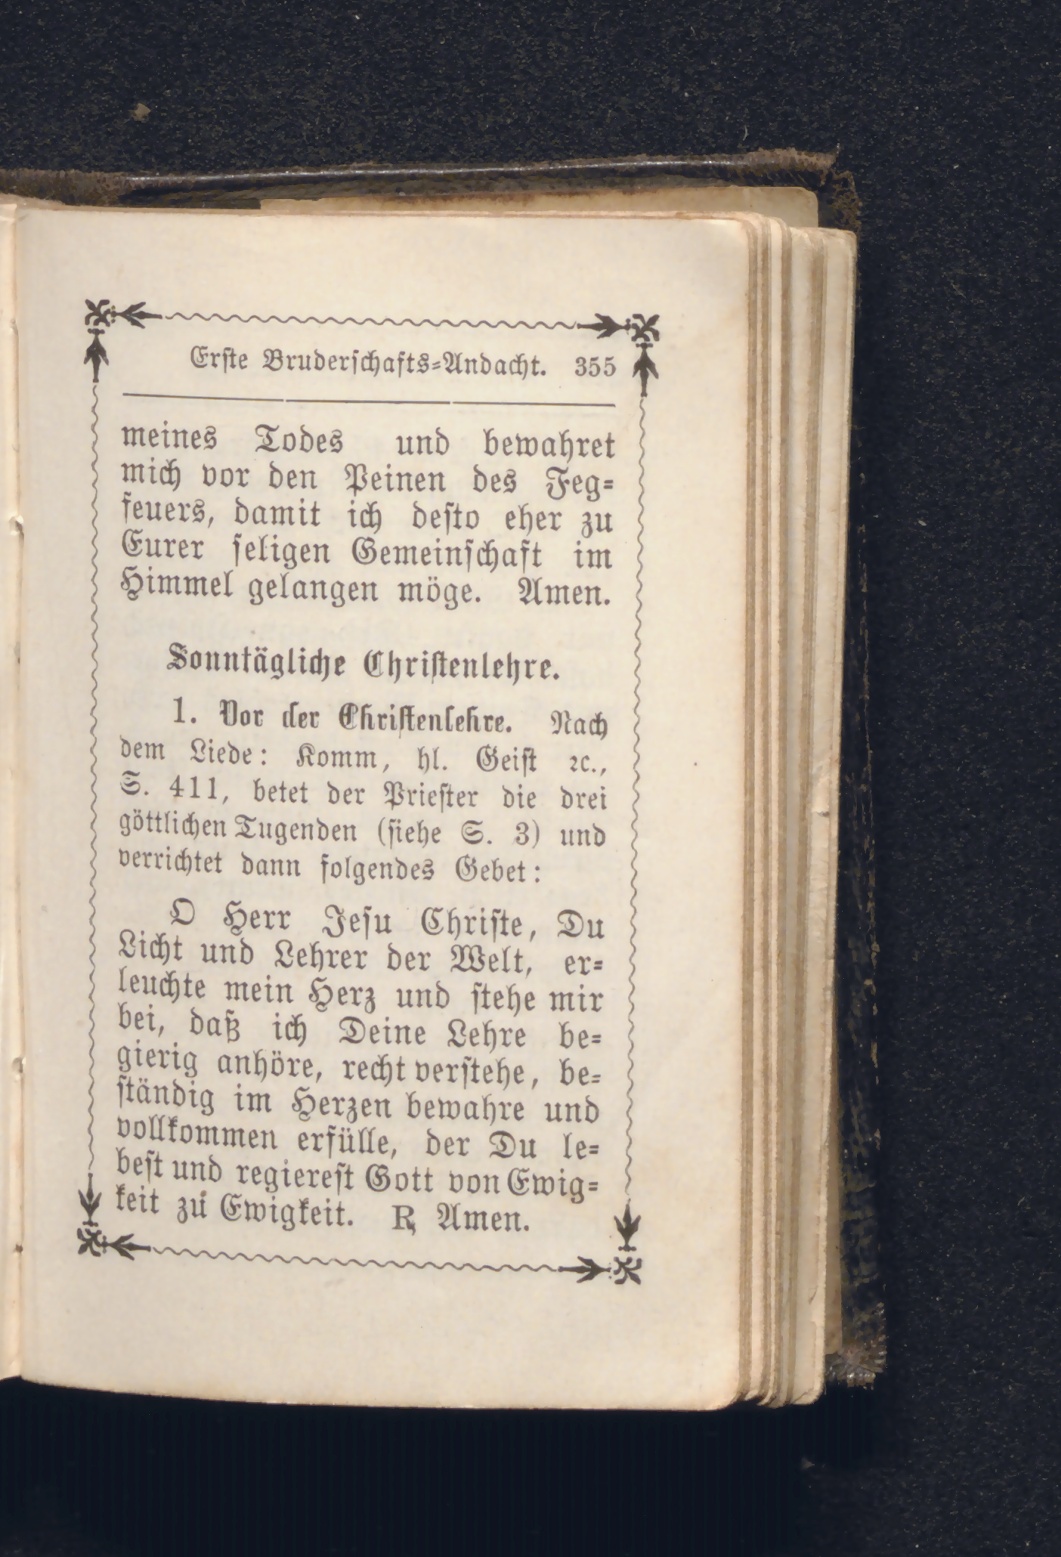 Erste Bruderschafts-Andacht. 355
meines Todes und bewahret
mich vor den Peinen des Feg-
feuers, damit ich desto eher zu
Eurer seligen Gemeinschaft im
Himmel gelangen möge. Amen.
Sonntägliche Christenlehre.
1. Vor der Christenlehre. Nach
dem Liede: Komm, hl. Geist ꝛc.,
S. 411, betet der Priester die drei
göttlichen Tugenden (siehe S. 3) und
verrichtet dann folgendes Gebet:
O Herr Jesu Christe, Du
Licht und Lehrer der Welt, er-
leuchte mein Herz und stehe mir
bei, daß ich Deine Lehre be-
gierig anhöre, recht verstehe, be-
ständig im Herzen bewahre und
vollkommen erfülle, der Du le-
best und regierest Gott von Ewig-
keit zu Ewigkeit. ℟ Amen.